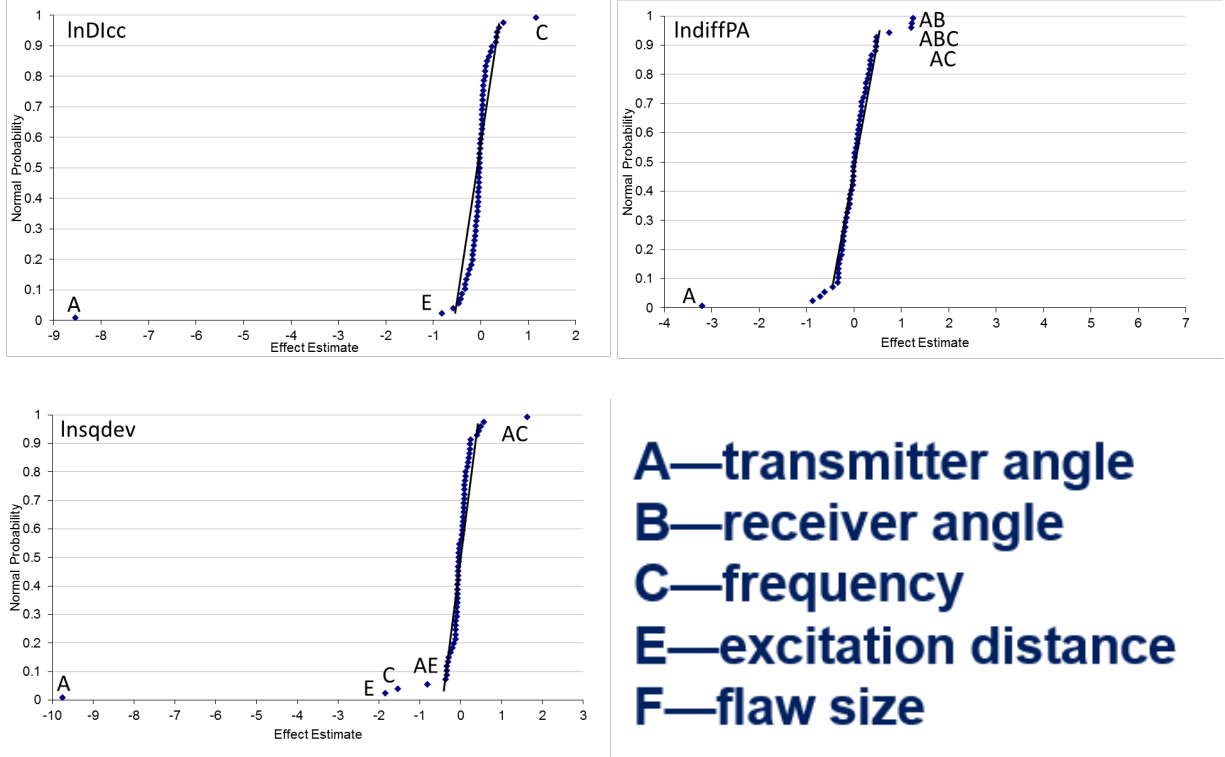 lnDIcc
1
0.9
0.8
0.7
0.6
0.5
0.4
0.3
0.2
0.1
0
Normal Probability
C
E
A
-9 -8 -7 -6 -5 -4 -3 -2 -1 0 1 2
Effect Estimate
lndiffPA
1
0.9
0.8
0.7
0.6
0.5
0.4
0.3
0.2
0.1
0
Normal Probability
AB
ABC
AC
A
-4 -3 -2 -1 0 1 2 3 4 5 6 7
Effect Estimate
lnsqdev
1
0.9
0.8
0.7
0.6
0.5
0.4
0.3
0.2
0.1
0
Normal Probability
AC
AE
C
E
A
-10 -9 -8 -7 -6 -5 -4 -3 -2 -1 0 1 2 3
Effect Estimate
A—transmitter angle
B—receiver angle
C—frequency
E—excitation distance
F—flaw size